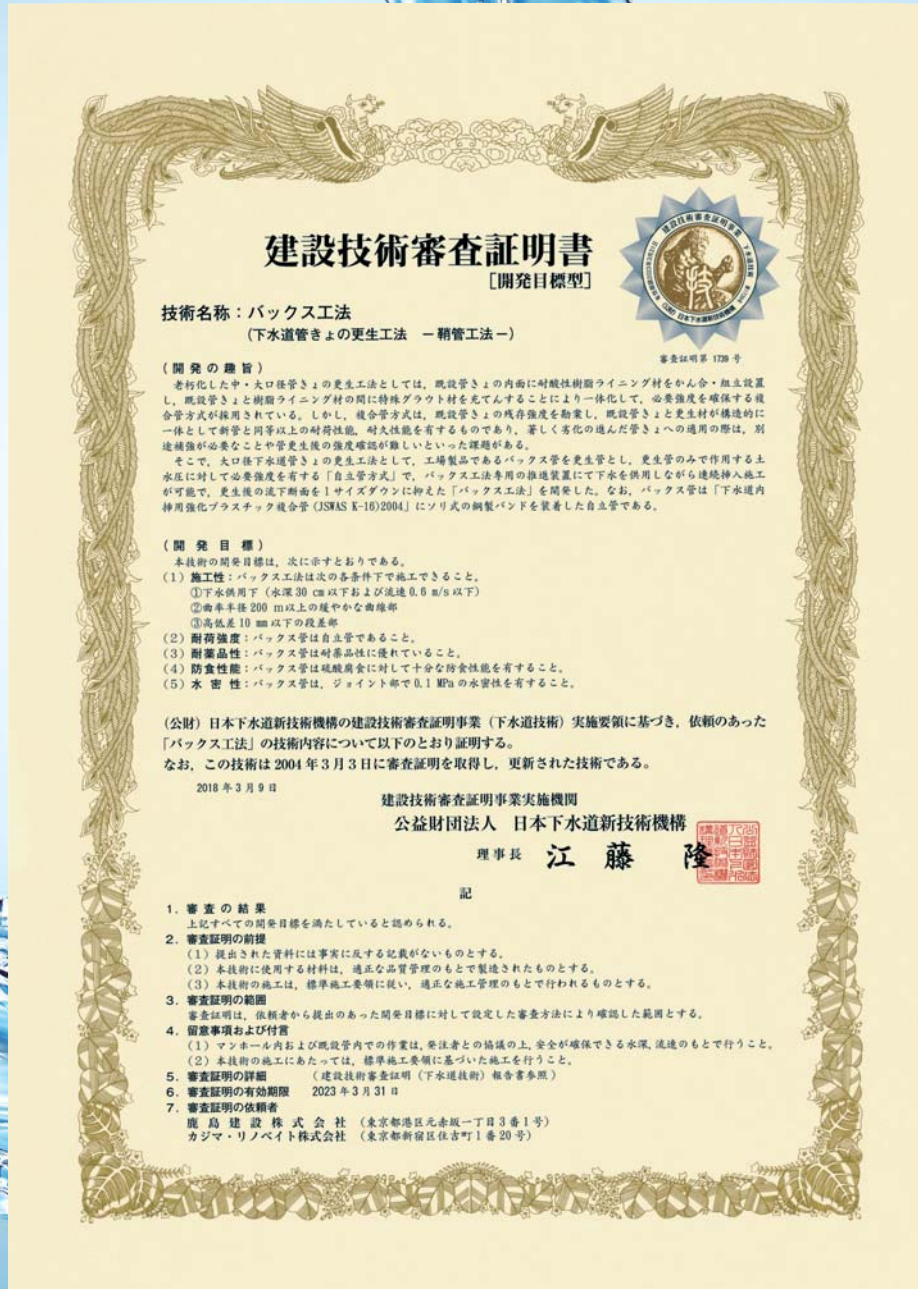 建設技術審査証明書
[開発目標型]
建設技術審査証明事業
下水道技術
技
(公財) 日本下水道新技術機構
技術名称：バックス工法
(下水道管きょの更生工法 －鞘管工法－)
審査証明第 1739 号
(開発の趣旨)
老朽化した中・大口径管きょの更生工法としては，既設管きょの内面に耐酸性樹脂ライニング材をかん合・組立設置
し，既設管きょと樹脂ライニング材の間に特殊グラウト材を充てんすることにより一体化して，必要強度を確保する複
合管方式が採用されている。しかし，複合管方式は，既設管きょの残存強度を勘案し，既設管きょと更生材が構造的に
一体として新管と同等以上の耐荷性能，耐久性能を有するものであり，著しく劣化の進んだ管きょへの適用の際は，別
途補強が必要なことや管更生後の強度確認が難しいといった課題がある。
そこで，大口径下水道管きょの更生工法として，工場製品であるバックス管を更生管とし，更生管のみで作用する土
水圧に対して必要強度を有する「自立管方式」で，バックス工法専用の推進装置にて下水を供用しながら連続挿入施工
が可能で，更生後の流下断面を1サイズダウンに抑えた「バックス工法」を開発した。なお，バックス管は「下水道内
挿用強化プラスチック複合管 (JSWAS K-16)2004」にソリ式の鋼製バンドを装着した自立管である。
(開発目標)
本技術の開発目標は，次に示すとおりである。
(1) 施工性：バックス工法は次の各条件下で施工できること。
①下水供用下 (水深30 cm以下および流速0.6 m/s以下)
②曲率半径200 m以上の緩やかな曲線部
③高低差10 mm以下の段差部
(2) 耐荷強度：バックス管は自立管であること。
(3) 耐薬品性：バックス管は耐薬品性に優れていること。
(4) 防食性能：バックス管は硫酸腐食に対して十分な防食性能を有すること。
(5) 水密性：バックス管は，ジョイント部で0.1 MPaの水密性を有すること。
(公財) 日本下水道新技術機構の建設技術審査証明事業 (下水道技術) 実施要領に基づき，依頼のあった
「バックス工法」の技術内容について以下のとおり証明する。
なお，この技術は2004年3月3日に審査証明を取得し，更新された技術である。
2018年3月9日
建設技術審査証明事業実施機関
公益財団法人 日本下水道新技術機構
理事長 江藤 隆
記
1．審査の結果
上記すべての開発目標を満たしていると認められる。
2．審査証明の前提
(1) 提出された資料には事実に反する記載がないものとする。
(2) 本技術に使用する材料は，適正な品質管理のもとで製造されたものとする。
(3) 本技術の施工は，標準施工要領に従い，適正な施工管理のもとで行われるものとする。
3．審査証明の範囲
審査証明は，依頼者から提出のあった開発目標に対して設定した審査方法により確認した範囲とする。
4．留意事項および付言
(1) マンホール内および既設管内での作業は，発注者との協議の上，安全が確保できる水深，流速のもとで行うこと。
(2) 本技術の施工にあたっては，標準施工要領に基づいた施工を行うこと。
5．審査証明の詳細 (建設技術審査証明 (下水道技術) 報告書参照)
6．審査証明の有効期限 2023年3月31日
7．審査証明の依頼者
鹿島建設株式会社 (東京都港区元赤坂一丁目3番1号)
カジマ・リノベイト株式会社 (東京都新宿区住吉町1番20号)